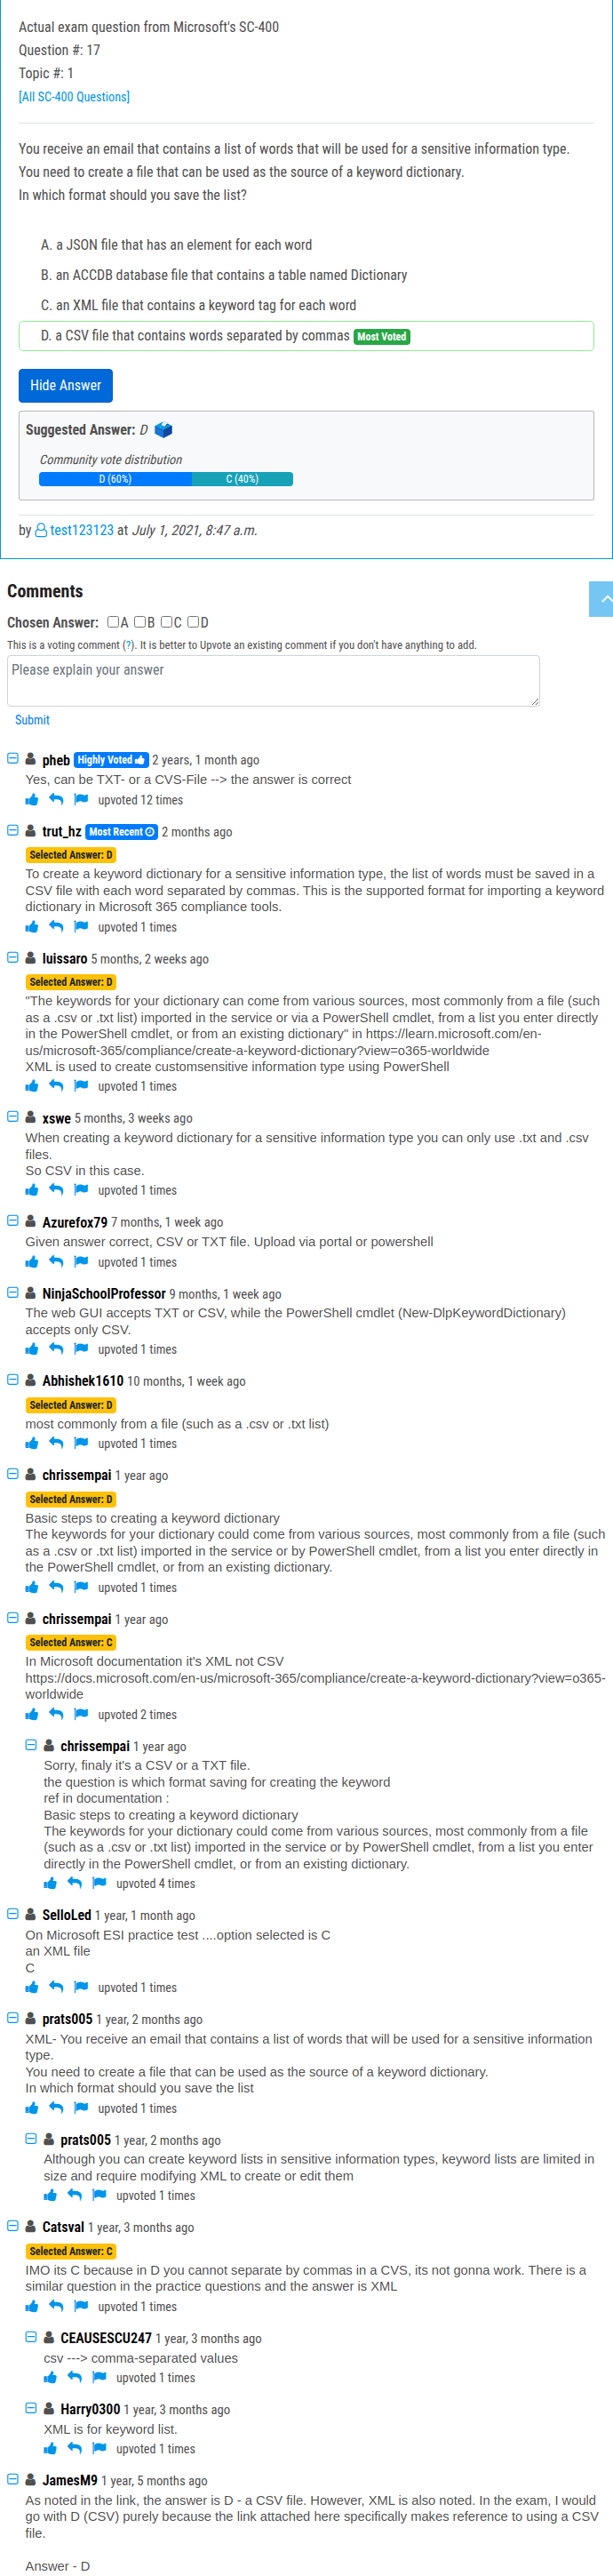 Actual exam question from Microsoft's SC-400
Question #: 17
Topic #: 1
[All SC-400 Questions]
You receive an email that contains a list of words that will be used for a sensitive information type.
You need to create a file that can be used as the source of a keyword dictionary.
In which format should you save the list?
A. a JSON file that has an element for each word
B. an ACCDB database file that contains a table named Dictionary
C. an XML file that contains a keyword tag for each word
D. a CSV file that contains words separated by commas Most Voted
Hide Answer
Suggested Answer: D
Community vote distribution
D (60%) C (40%)
by test123123 at July 1, 2021, 8:47 a.m.
Comments
Chosen Answer: A B C D
This is a voting comment (?). It is better to Upvote an existing comment if you don't have anything to add.
Please explain your answer
Submit
pheb Highly Voted 2 years, 1 month ago
Yes, can be TXT- or a CVS-File --> the answer is correct
upvoted 12 times
trut_hz Most Recent 2 months ago
Selected Answer: D
To create a keyword dictionary for a sensitive information type, the list of words must be saved in a
CSV file with each word separated by commas. This is the supported format for importing a keyword
dictionary in Microsoft 365 compliance tools.
upvoted 1 times
luissaro 5 months, 2 weeks ago
Selected Answer: D
"The keywords for your dictionary can come from various sources, most commonly from a file (such
as a .csv or .txt list) imported in the service or via a PowerShell cmdlet, from a list you enter directly
in the PowerShell cmdlet, or from an existing dictionary" in https://learn.microsoft.com/en-
us/microsoft-365/compliance/create-a-keyword-dictionary?view=o365-worldwide
XML is used to create customsensitive information type using PowerShell
upvoted 1 times
xswe 5 months, 3 weeks ago
When creating a keyword dictionary for a sensitive information type you can only use .txt and .csv
files.
So CSV in this case.
upvoted 1 times
Azurefox79 7 months, 1 week ago
Given answer correct, CSV or TXT file. Upload via portal or powershell
upvoted 1 times
NinjaSchoolProfessor 9 months, 1 week ago
The web GUI accepts TXT or CSV, while the PowerShell cmdlet (New-DlpKeywordDictionary)
accepts only CSV.
upvoted 1 times
Abhishek1610 10 months, 1 week ago
Selected Answer: D
most commonly from a file (such as a .csv or .txt list)
upvoted 1 times
chrissempai 1 year ago
Selected Answer: D
Basic steps to creating a keyword dictionary
The keywords for your dictionary could come from various sources, most commonly from a file (such
as a .csv or .txt list) imported in the service or by PowerShell cmdlet, from a list you enter directly in
the PowerShell cmdlet, or from an existing dictionary.
upvoted 1 times
chrissempai 1 year ago
Selected Answer: C
In Microsoft documentation it's XML not CSV
https://docs.microsoft.com/en-us/microsoft-365/compliance/create-a-keyword-dictionary?view=o365-
worldwide
upvoted 2 times
chrissempai 1 year ago
Sorry, finaly it's a CSV or a TXT file.
the question is which format saving for creating the keyword
ref in documentation :
Basic steps to creating a keyword dictionary
The keywords for your dictionary could come from various sources, most commonly from a file
(such as a .csv or .txt list) imported in the service or by PowerShell cmdlet, from a list you enter
directly in the PowerShell cmdlet, or from an existing dictionary.
upvoted 4 times
SelloLed 1 year, 1 month ago
On Microsoft ESI practice test ....option selected is C
an XML file
C
upvoted 1 times
prats005 1 year, 2 months ago
XML- You receive an email that contains a list of words that will be used for a sensitive information
type.
You need to create a file that can be used as the source of a keyword dictionary.
In which format should you save the list
upvoted 1 times
prats005 1 year, 2 months ago
Although you can create keyword lists in sensitive information types, keyword lists are limited in
size and require modifying XML to create or edit them
upvoted 1 times
Catsval 1 year, 3 months ago
Selected Answer: C
IMO its C because in D you cannot separate by commas in a CVS, its not gonna work. There is a
similar question in the practice questions and the answer is XML
upvoted 1 times
CEAUSESCU247 1 year, 3 months ago
csv ---> comma-separated values
upvoted 1 times
Harry0300 1 year, 3 months ago
XML is for keyword list.
upvoted 1 times
JamesM9 1 year, 5 months ago
As noted in the link, the answer is D - a CSV file. However, XML is also noted. In the exam, I would
go with D (CSV) purely because the link attached here specifically makes reference to using a CSV
file.
Answer - D